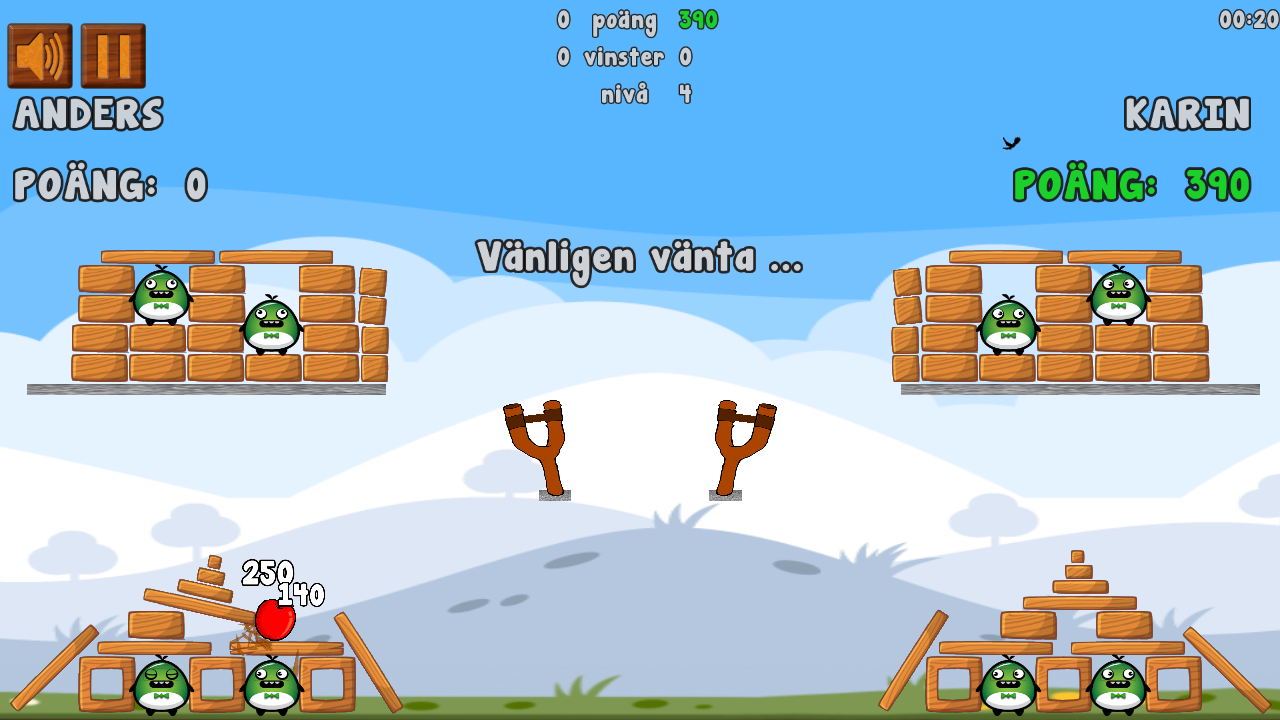 0 poäng 390
00:20
0 vinster 0
nivå 4
ANDERS
KARIN
POÄNG: 0
POÄNG: 390
Vänligen vänta ...
250
140